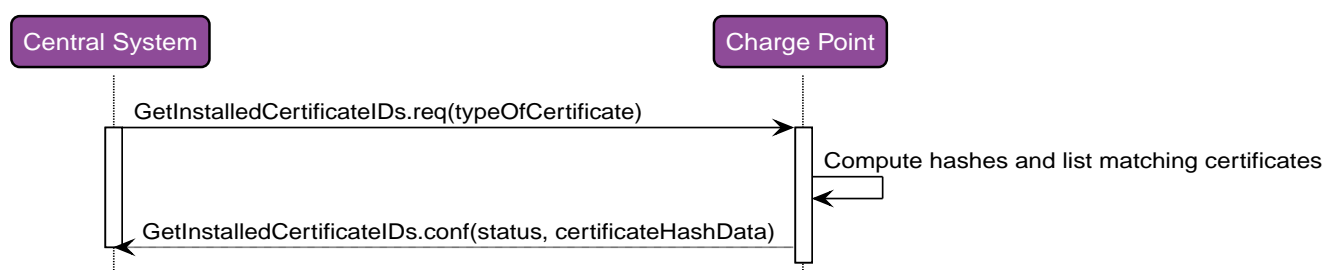 Central System
Charge Point
GetInstalledCertificateIDs.req(typeOfCertificate)
Compute hashes and list matching certificates
GetInstalledCertificateIDs.conf(status, certificateHashData)